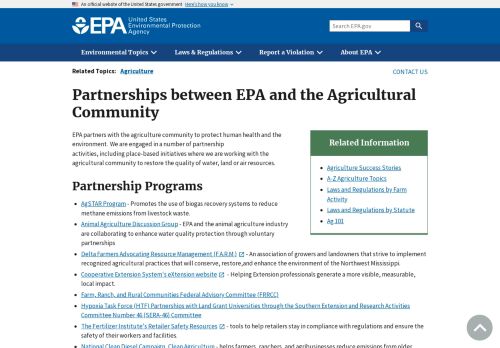 An official website of the United States government Here's how you know
EPA United States Environmental Protection Agency
Search EPA.gov
Environmental Topics Laws & Regulations Report a Violation About EPA
Related Topics: Agriculture
CONTACT US
Partnerships between EPA and the Agricultural
Community
EPA partners with the agriculture community to protect human health and the
environment. We are engaged in a number of partnership
activities, including place-based initiatives where we are working with the
agricultural community to restore the quality of water, land or air resources.
Related Information
Agriculture Success Stories
A-Z Agriculture Topics
Laws and Regulations by Farm
Activity
Laws and Regulations by Statute
Ag 101
Partnership Programs
AgSTAR Program - Promotes the use of biogas recovery systems to reduce
methane emissions from livestock waste.
Animal Agriculture Discussion Group - EPA and the animal agriculture industry
are collaborating to enhance water quality protection through voluntary
partnerships
Delta Farmers Advocating Resource Management (F.A.R.M.) - An association of growers and landowners that strive to implement
recognized agricultural practices that will conserve, restore,and enhance the environment of the Northwest Mississippi.
Cooperative Extension System's eXtension website - Helping Extension professionals generate a more visible, measurable,
local impact.
Farm, Ranch, and Rural Communities Federal Advisory Committee (FRRCC)
Hypoxia Task Force (HTF) Partnerships with Land Grant Universities through the Southern Extension and Research Activities
Committee Number 46 (SERA-46) Committee
The Fertilizer Institute's Retailer Safety Resources - tools to help retailers stay in compliance with regulations and ensure the
safety of their workers and facilities.
National Clean Diesel Campaign, Clean Agriculture - helps farmers, ranchers, and agribusinesses reduce emissions from older